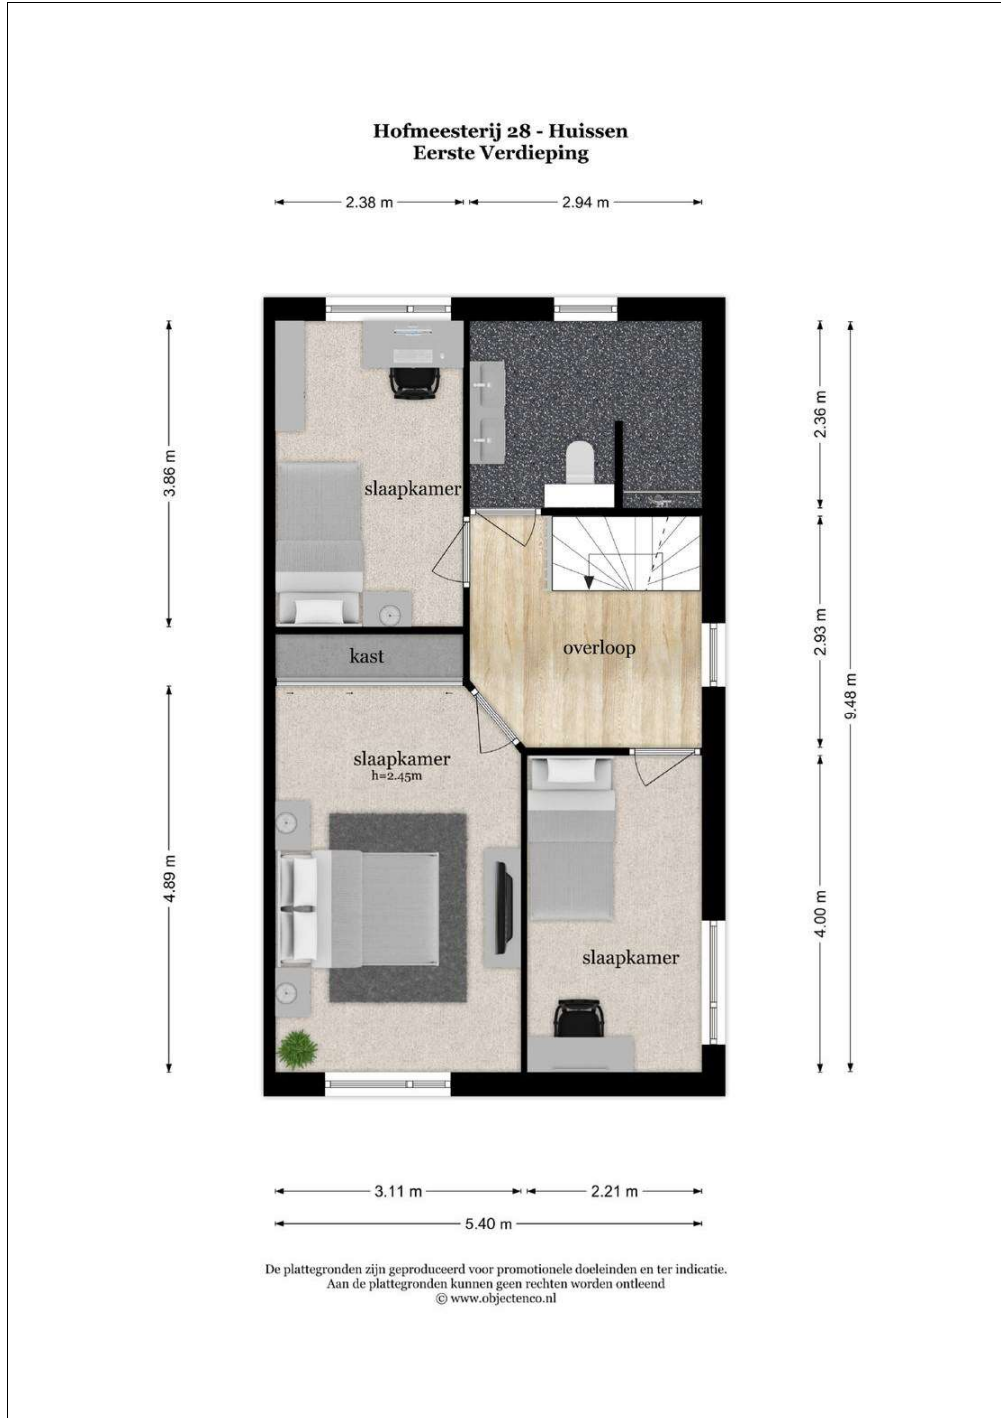 Hofmeesterij 28 - Huissen
Eerste Verdieping
2.38 m
2.94 m
3.86 m
2.36 m
slaapkamer
kast
overloop
2.93 m
9.48 m
slaapkamer
h=2.45m
4.89 m
4.00 m
slaapkamer
3.11 m
2.21 m
5.40 m
De plattegronden zijn geproduceerd voor promotionele doeleinden en ter indicatie.
Aan de plattegronden kunnen geen rechten worden ontleend
© www.objectenco.nl